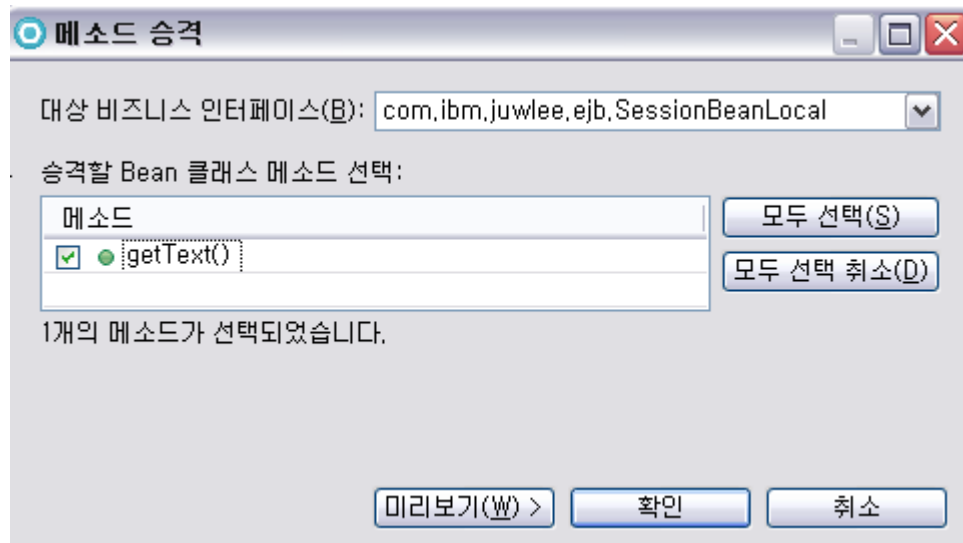 메소드 승격
대상 비즈니스 인터페이스(B): com.ibm.juwlee.ejb.SessionBeanLocal
승격할 Bean 클래스 메소드 선택:
메소드
모두 선택(S)
getText()
모두 선택 취소(D)
1개의 메소드가 선택되었습니다.
미리보기(W) > 확인 취소